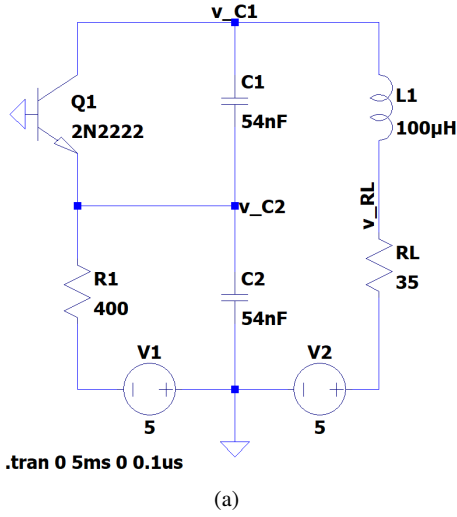 v_C1
C1
54nF
Q1
2N2222
L1
100µH
v_RL
v_C2
RL
35
R1
400
C2
54nF
V1
5
V2
5
.tran 0 5ms 0 0.1us
(a)